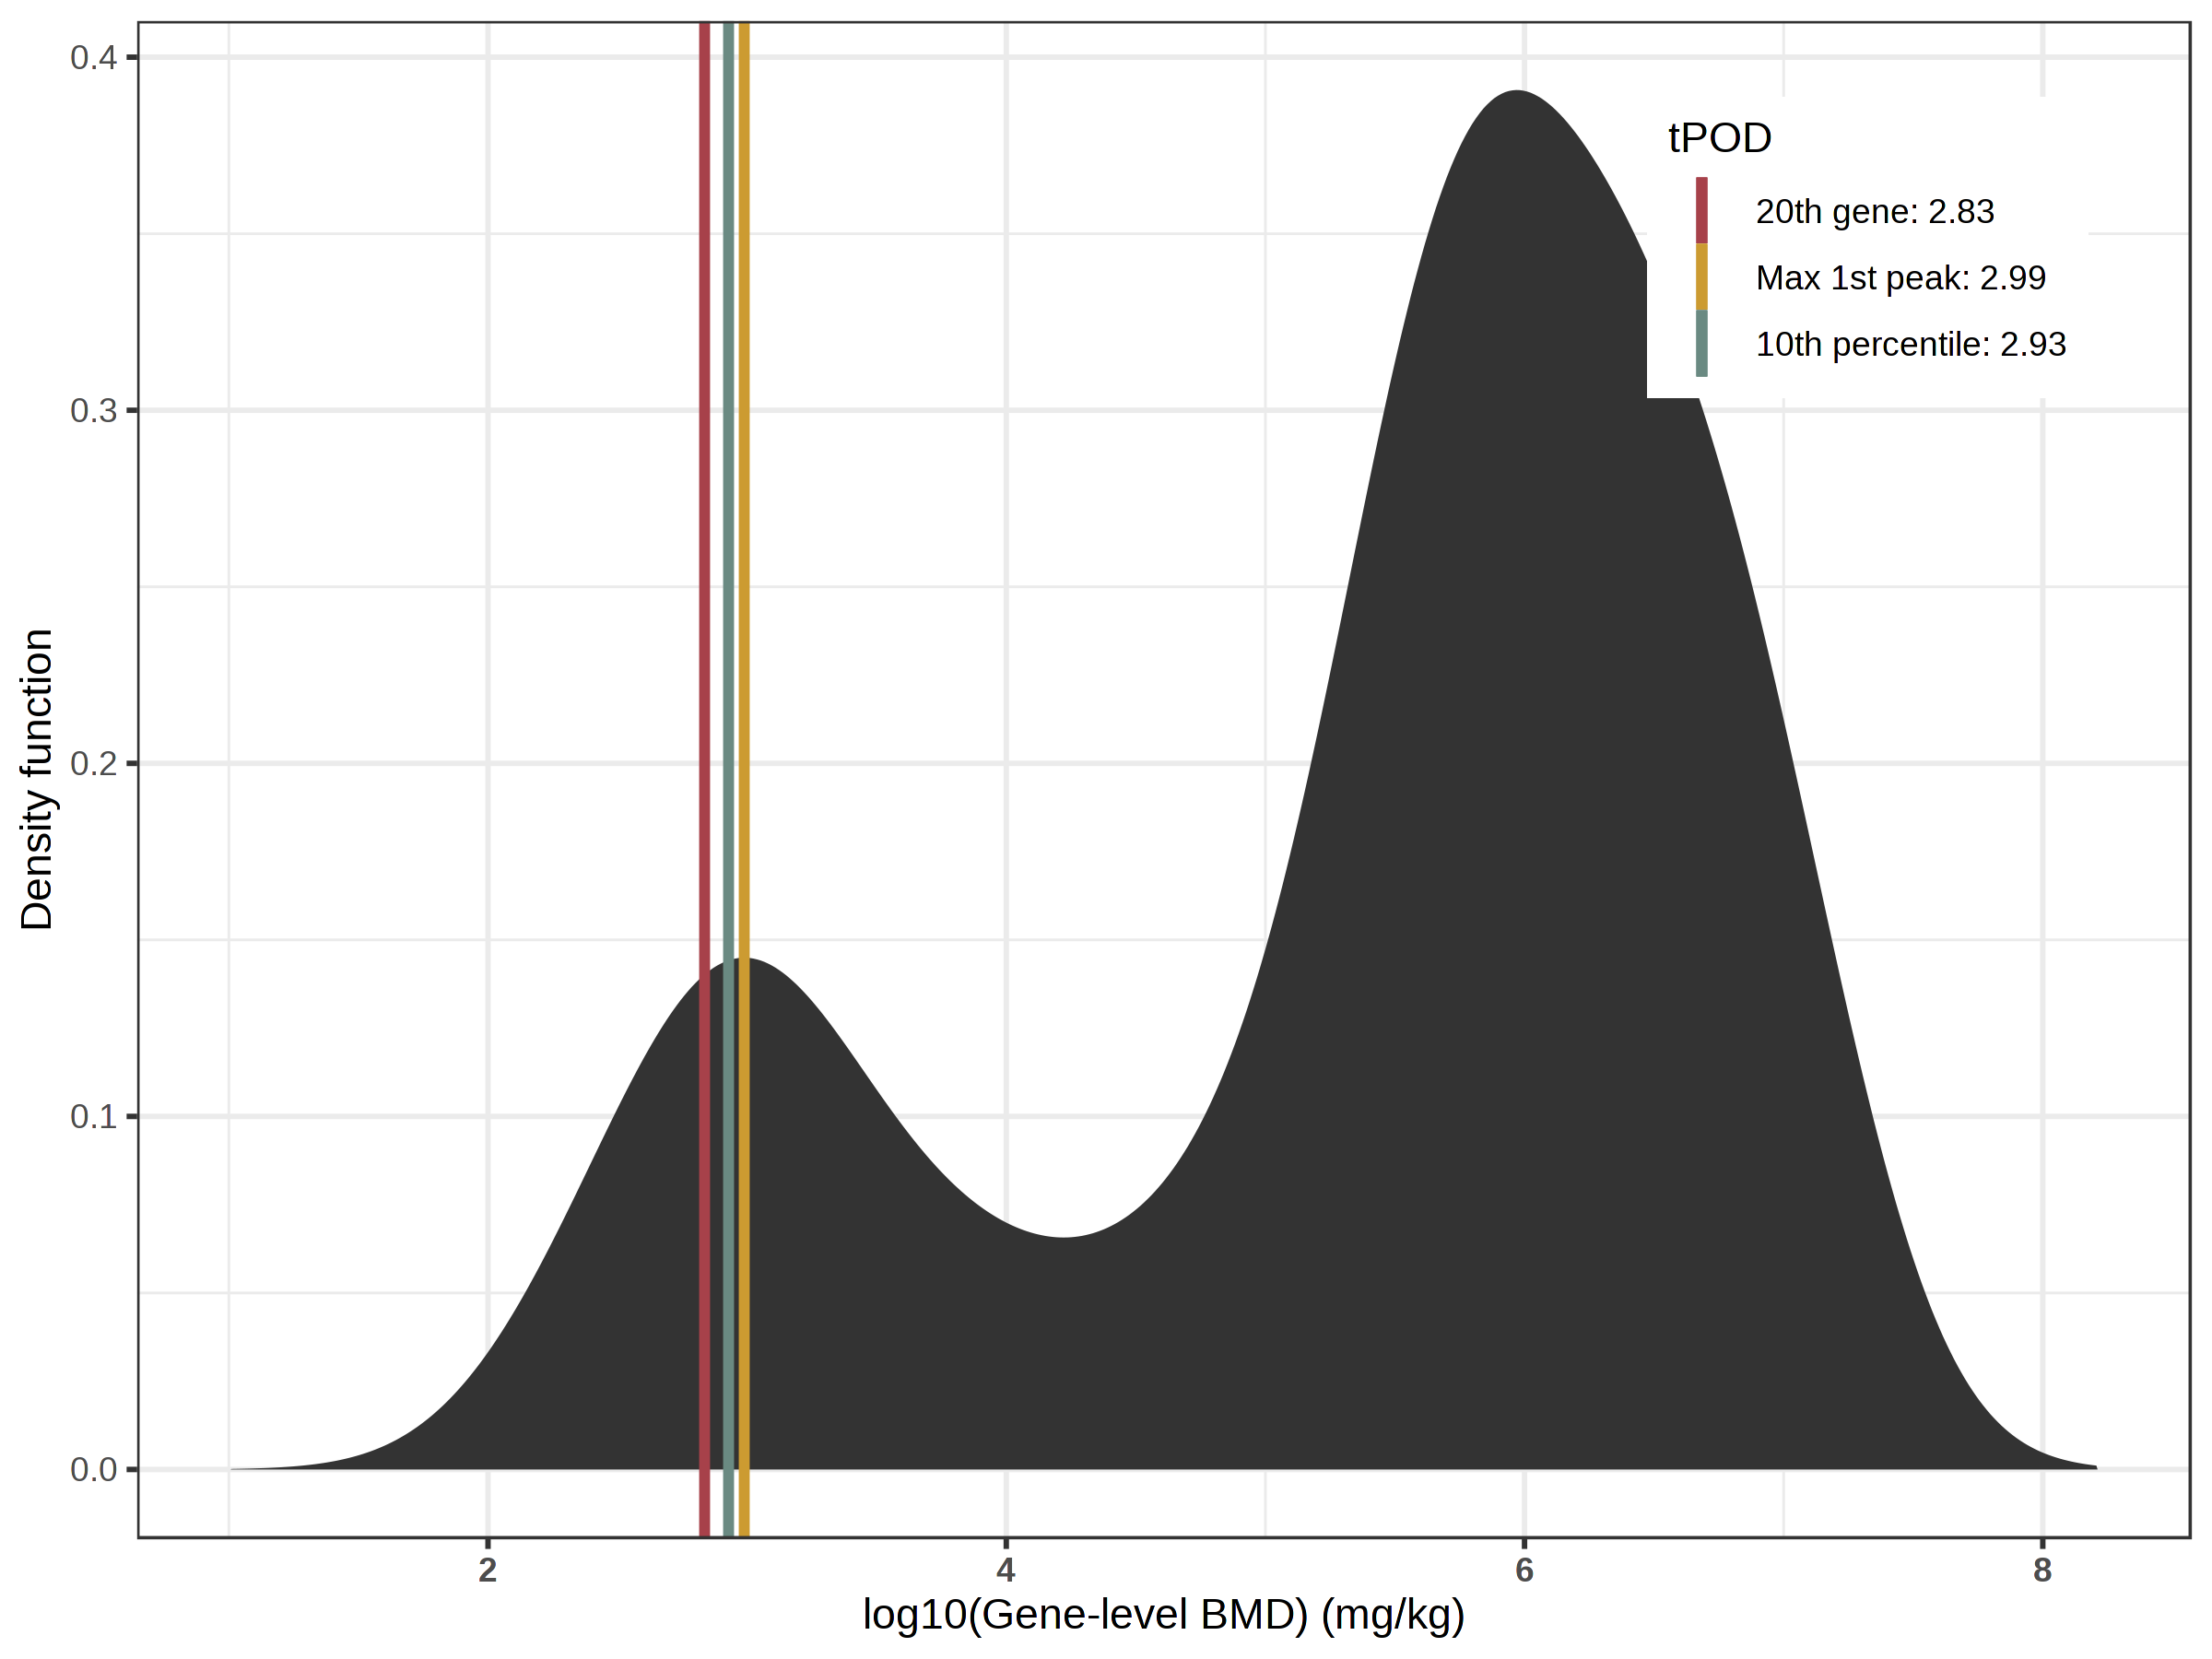 tPOD
20th gene: 2.83
Max 1st peak: 2.99
10th percentile: 2.93
0.4
0.3
0.2
0.1
0.0
Density function
2 4 6 8
log10(Gene-level BMD) (mg/kg)